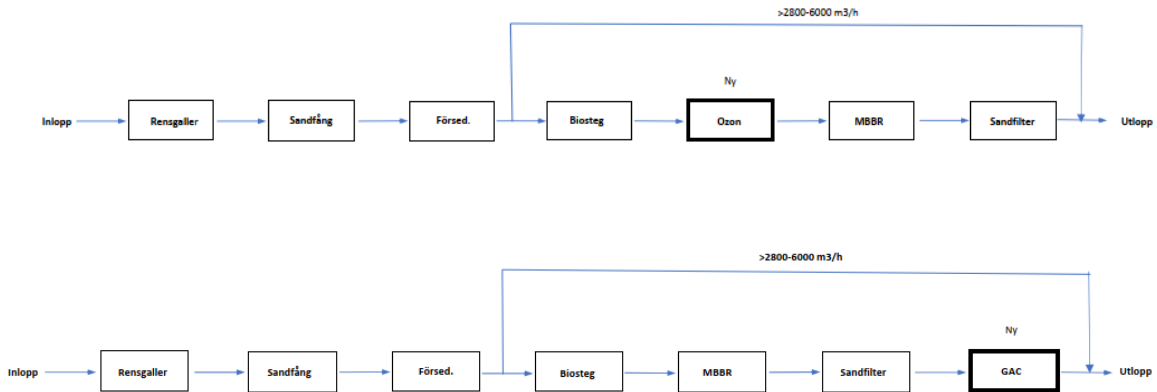 >2800-6000 m3/h
Ny
Inlopp
Rensgaller
Sandfång
Försed.
Biosteg
Ozon
MBBR
Sandfilter
Utlopp
>2800-6000 m3/h
Ny
Inlopp
Rensgaller
Sandfång
Försed.
Biosteg
MBBR
Sandfilter
GAC
Utlopp